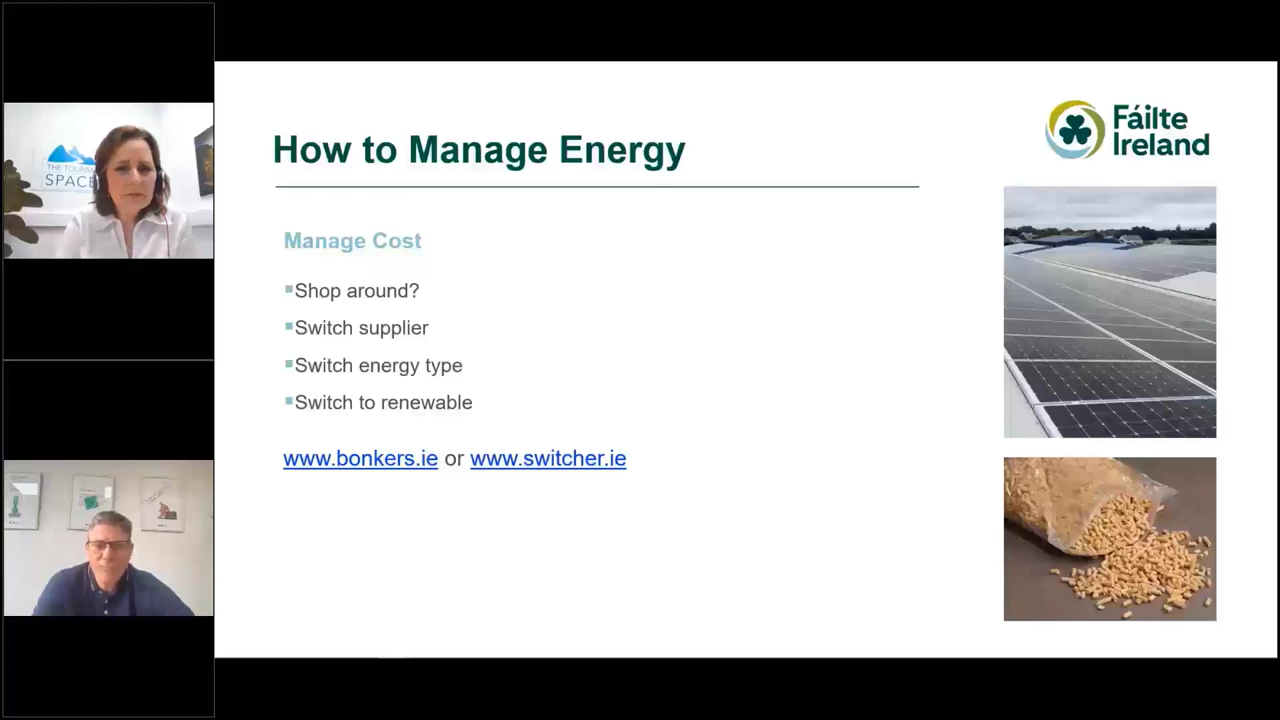 THE TOURISM
SPACE
How to Manage Energy
Fáilte
Ireland
Manage Cost
Shop around?
Switch supplier
Switch energy type
Switch to renewable
www.bonkers.ie or www.switcher.ie